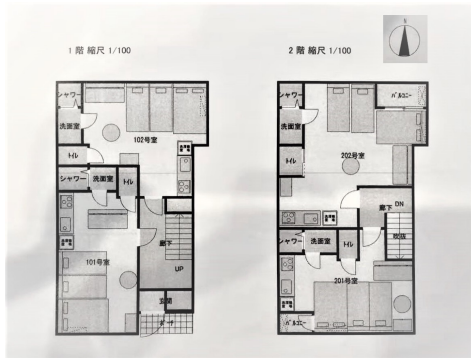 1階 縮尺 1/100
2階 縮尺 1/100
N
シャワー
洗面室
102号室
トイレ
シャワー
洗面室
トイレ
101号室
廊下
UP
玄関
ポーチ
シャワー
バルコニー
洗面室
トイレ
202号室
廊下
DN
吹抜
シャワー
洗面室
トイレ
201号室
バルコニー